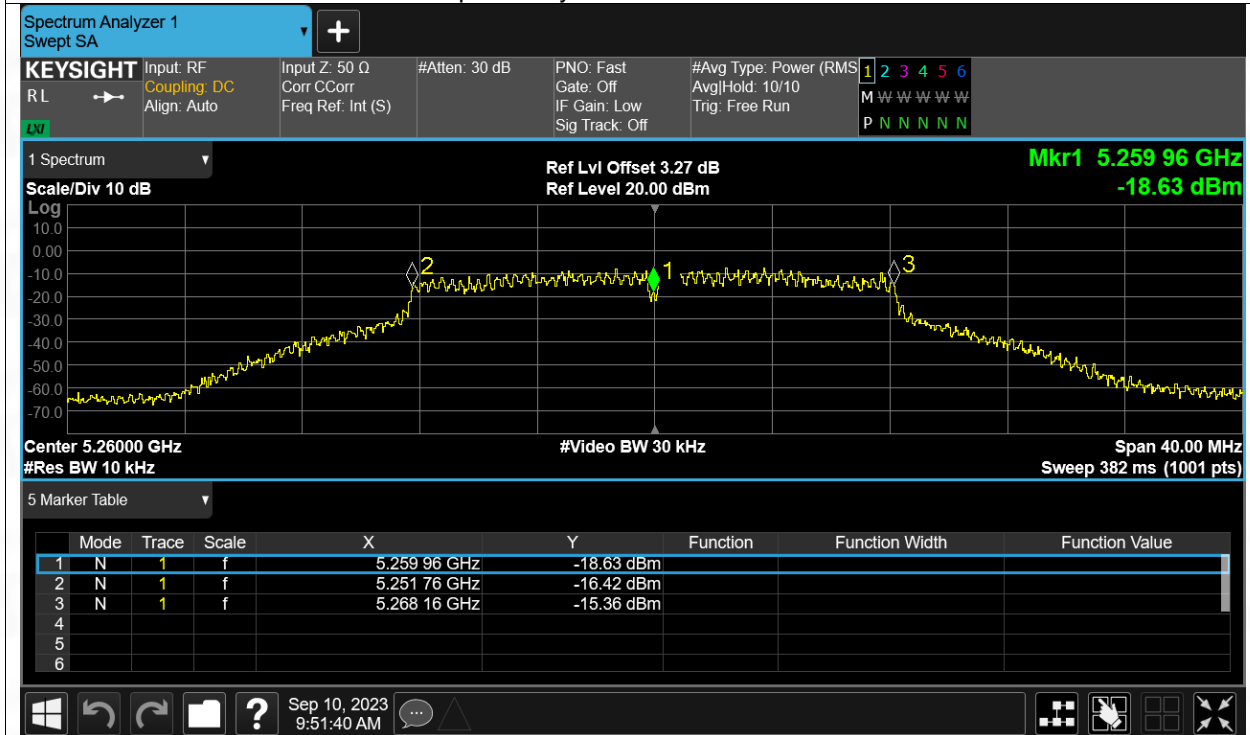 Spectrum Analyzer 1
Swept SA
+
KEYSIGHT Input: RF Input Z: 50 Ω #Atten: 30 dB PNO: Fast #Avg Type: Power (RMS 1 2 3 4 5 6
RL Coupling: DC Corr CCorr Gate: Off Avg|Hold: 10/10 M W W W W W
Align: Auto Freq Ref: Int (S) IF Gain: Low Trig: Free Run
LXI Sig Track: Off P N N N N N
1 Spectrum Ref Lvl Offset 3.27 dB Mkr1 5.259 96 GHz
Scale/Div 10 dB Ref Level 20.00 dBm -18.63 dBm
Log
10.0
0.00
-10.0
-20.0
-30.0
-40.0
-50.0
-60.0
-70.0
2 1 3
Center 5.26000 GHz #Video BW 30 kHz Span 40.00 MHz
#Res BW 10 kHz Sweep 382 ms (1001 pts)
5 Marker Table
Mode Trace Scale X Y Function Function Width Function Value
1 N 1 f 5.259 96 GHz -18.63 dBm
2 N 1 f 5.251 76 GHz -16.42 dBm
3 N 1 f 5.268 16 GHz -15.36 dBm
4
5
6
? Sep 10, 2023
9:51:40 AM